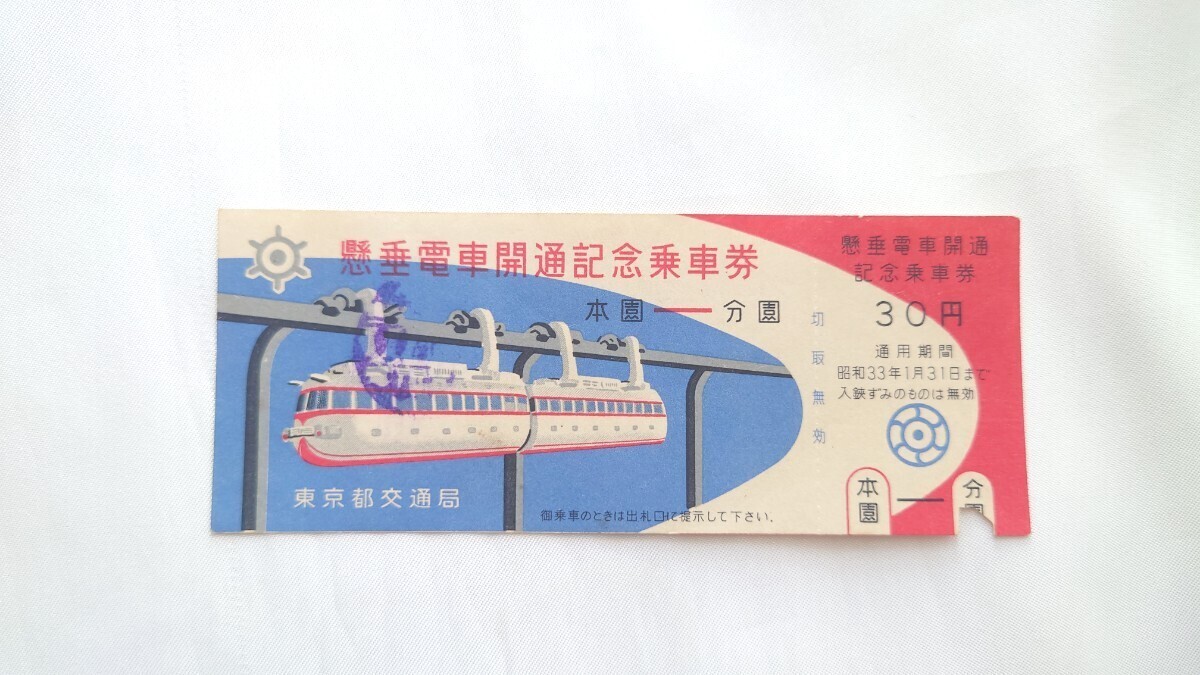 懸垂電車開通記念乗車券
本園―分園
東京都交通局
御乗車のときは出札口に提示して下さい.
切取無効
懸垂電車開通
記念乗車券
30円
通用期間
昭和33年1月31日まで
入鋏ずみのものは無効
本園―分園